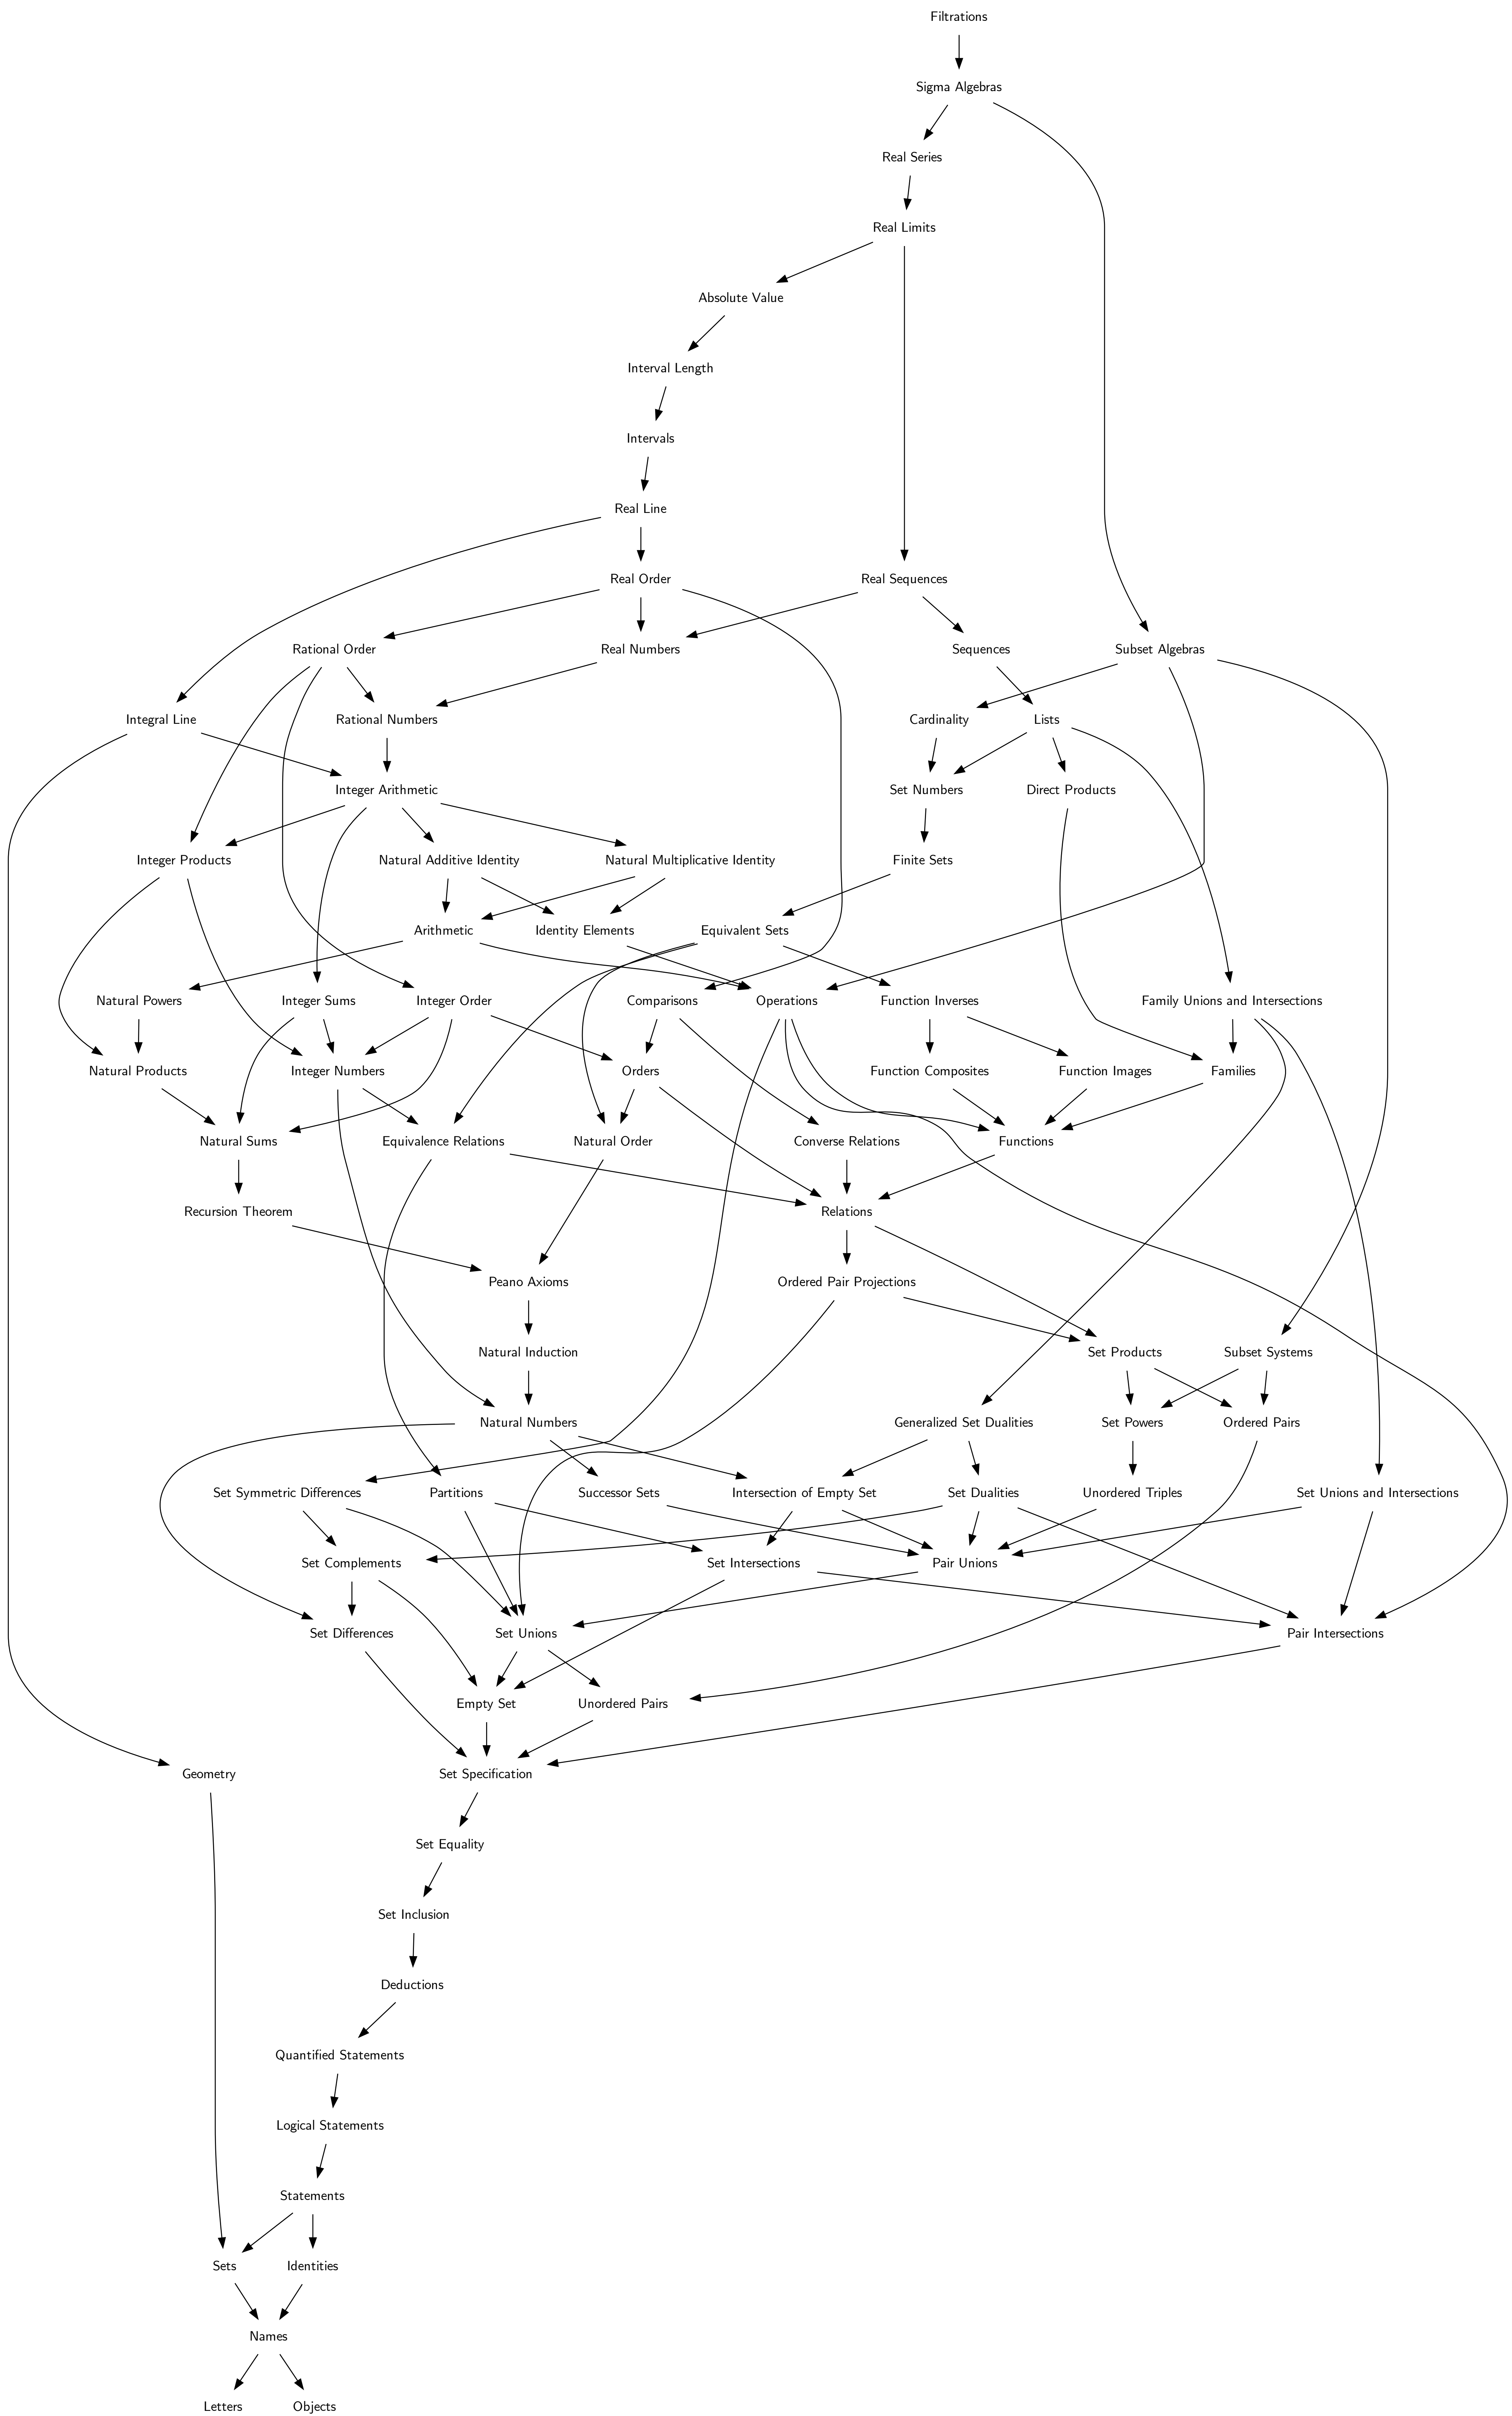 Filtrations
Sigma Algebras
Real Series
Real Limits
Absolute Value
Interval Length
Intervals
Real Line
Real Order
Real Sequences
Rational Order
Real Numbers
Sequences
Subset Algebras
Integral Line
Rational Numbers
Cardinality
Lists
Integer Arithmetic
Set Numbers
Direct Products
Integer Products
Natural Additive Identity
Natural Multiplicative Identity
Finite Sets
Arithmetic
Identity Elements
Equivalent Sets
Natural Powers
Integer Sums
Integer Order
Comparisons
Operations
Function Inverses
Family Unions and Intersections
Natural Products
Integer Numbers
Orders
Function Composites
Function Images
Families
Natural Sums
Equivalence Relations
Natural Order
Converse Relations
Functions
Recursion Theorem
Relations
Peano Axioms
Ordered Pair Projections
Natural Induction
Set Products
Subset Systems
Natural Numbers
Generalized Set Dualities
Set Powers
Ordered Pairs
Set Symmetric Differences
Partitions
Successor Sets
Intersection of Empty Set
Set Dualities
Unordered Triples
Set Unions and Intersections
Set Complements
Set Intersections
Pair Unions
Set Differences
Set Unions
Pair Intersections
Empty Set
Unordered Pairs
Geometry
Set Specification
Set Equality
Set Inclusion
Deductions
Quantified Statements
Logical Statements
Statements
Sets
Identities
Names
Letters
Objects